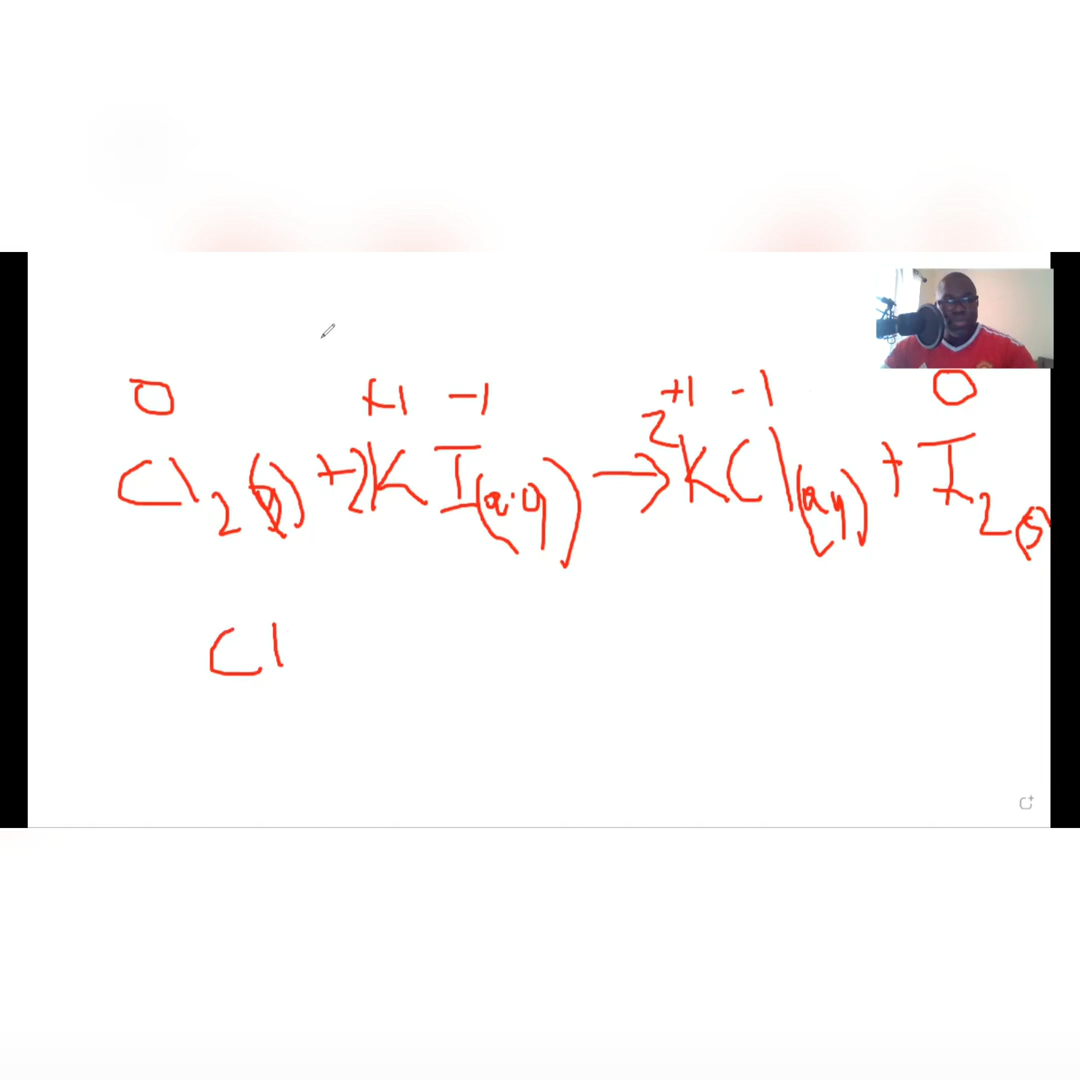 0 +1 -1 +1 -1 0
Cl2(g) + 2KI(aq) → 2KCl(aq) + I2(s)
Cl